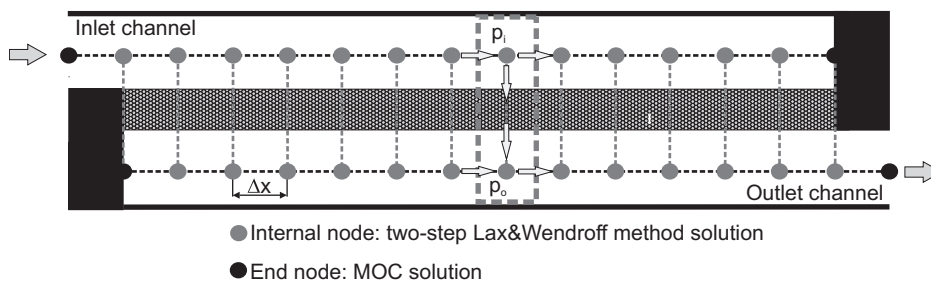 Inlet channel
pᵢ
Δx
pₒ
Outlet channel
Internal node: two-step Lax&Wendroff method solution
End node: MOC solution